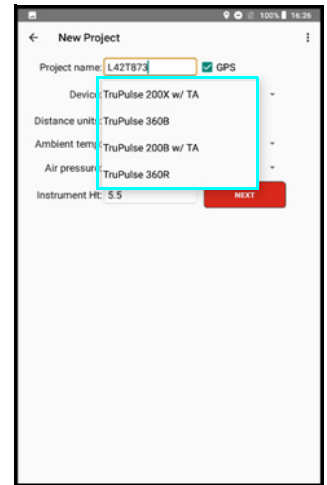 100% 16:26
New Project
Project name: L42T873 GPS
Device: TruPulse 200X w/ TA
Distance units: TruPulse 360B
Ambient temp: TruPulse 200B w/ TA
Air pressure: TruPulse 360R
Instrument Ht: 5.5 NEXT